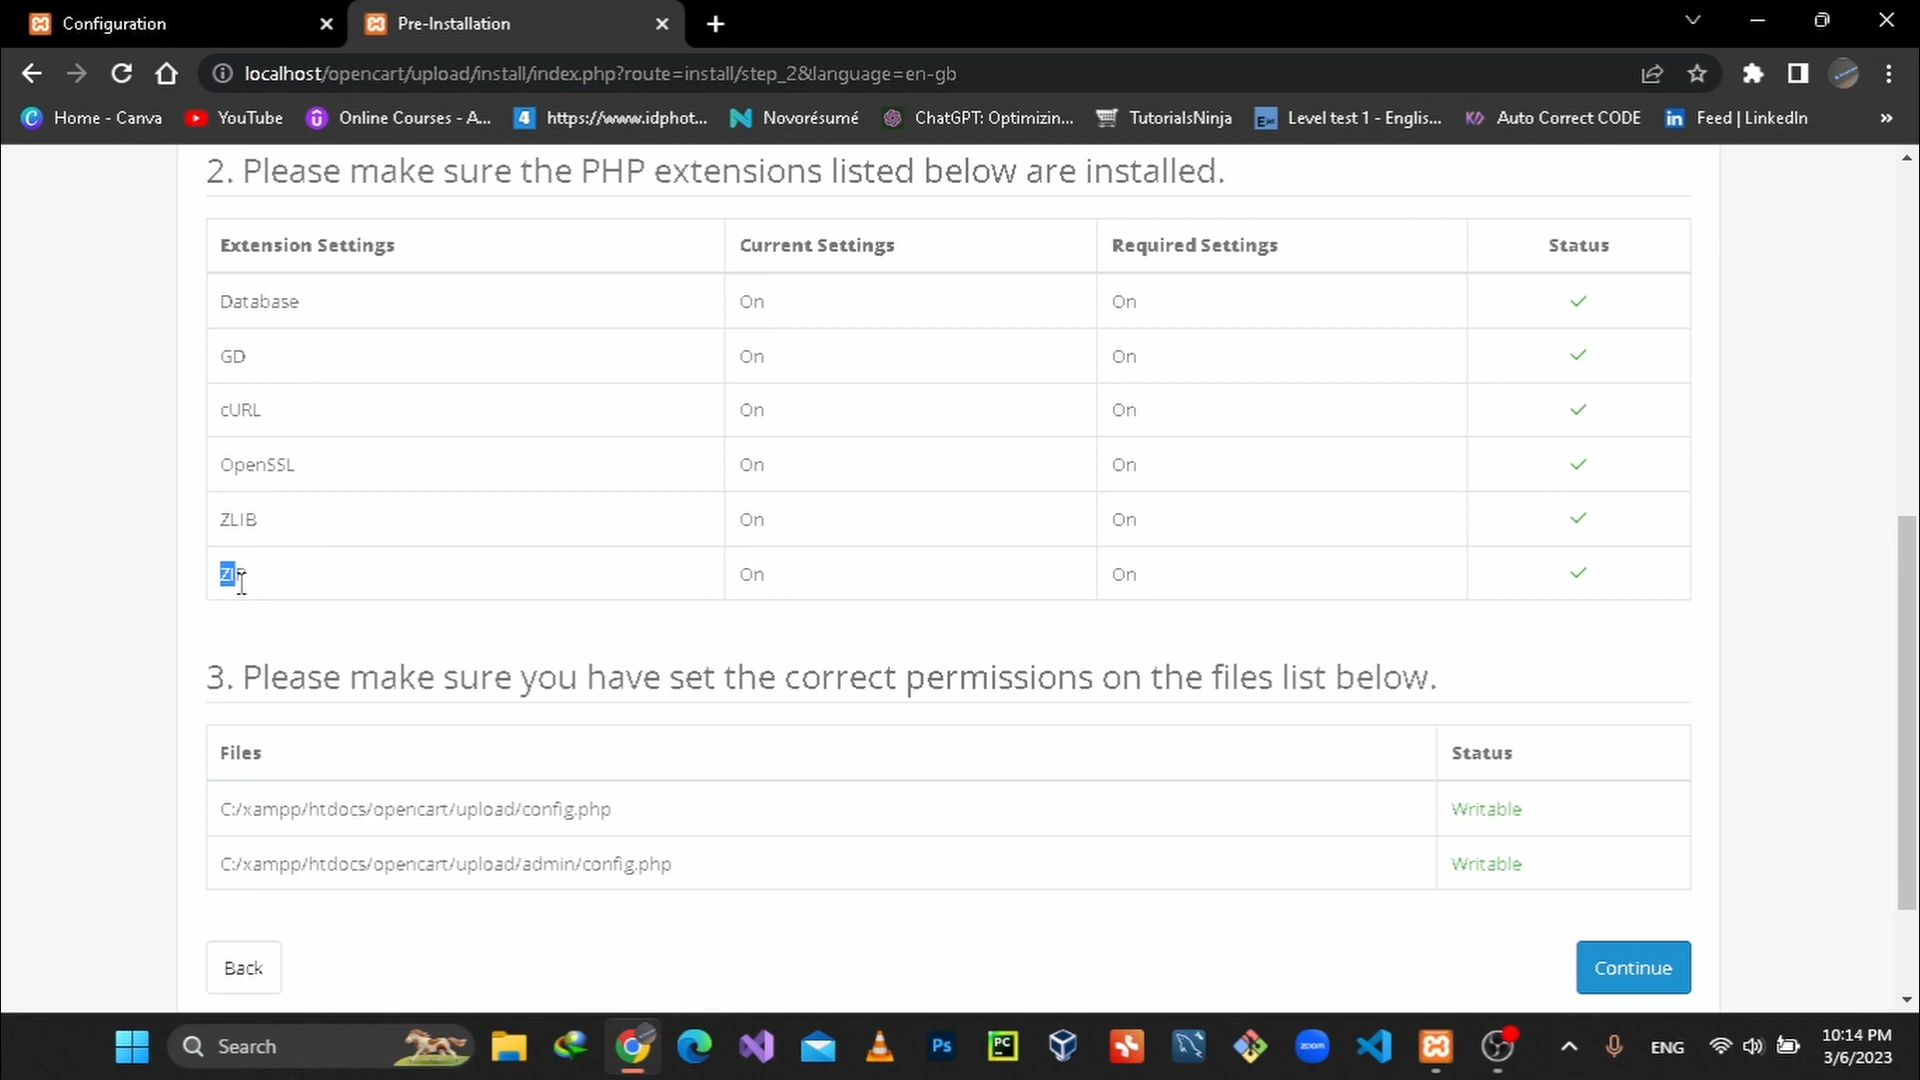 Configuration
Pre-Installation
localhost/opencart/upload/install/index.php?route=install/step_2&language=en-gb
Home - Canva YouTube Online Courses - A... https://www.idphot... Novorésumé ChatGPT: Optimizin... TutorialsNinja Level test 1 - Englis... Auto Correct CODE Feed | LinkedIn »
2. Please make sure the PHP extensions listed below are installed.
Extension Settings Current Settings Required Settings Status
Database On On
GD On On
cURL On On
OpenSSL On On
ZLIB On On
ZIP On On
3. Please make sure you have set the correct permissions on the files list below.
Files Status
C:/xampp/htdocs/opencart/upload/config.php Writable
C:/xampp/htdocs/opencart/upload/admin/config.php Writable
Back Continue
Search Ps PC zoom ENG 10:14 PM
3/6/2023